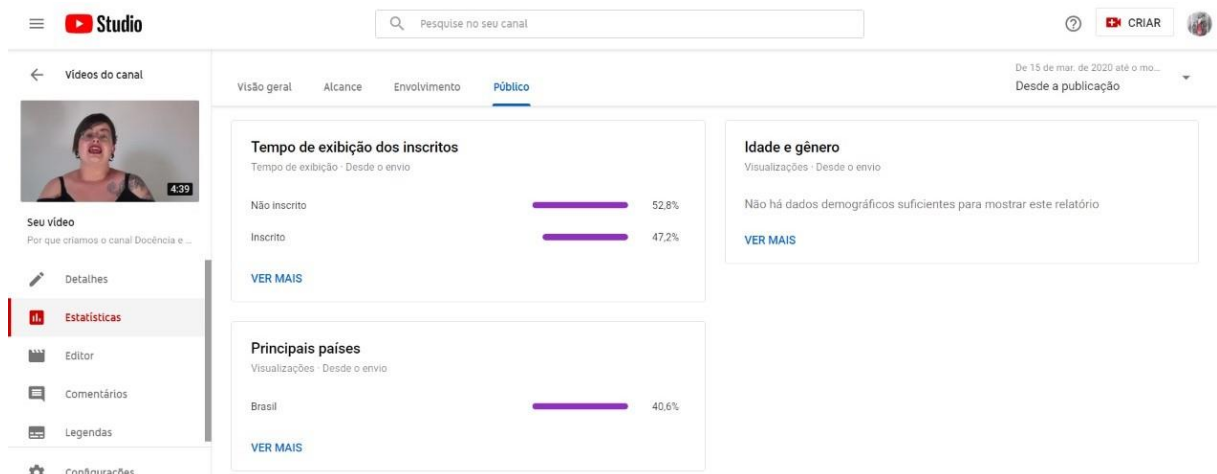 Studio
Pesquise no seu canal
CRIAR
Vídeos do canal
4:39
Seu vídeo
Por que criamos o canal Docência e ...
Detalhes
Estatísticas
Editor
Comentários
Legendas
Configurações
Visão geral
Alcance
Envolvimento
Público
De 15 de mar. de 2020 até o mo...
Desde a publicação
Tempo de exibição dos inscritos
Tempo de exibição · Desde o envio
Não inscrito 52,8%
Inscrito 47,2%
VER MAIS
Idade e gênero
Visualizações · Desde o envio
Não há dados demográficos suficientes para mostrar este relatório
VER MAIS
Principais países
Visualizações · Desde o envio
Brasil 40,6%
VER MAIS